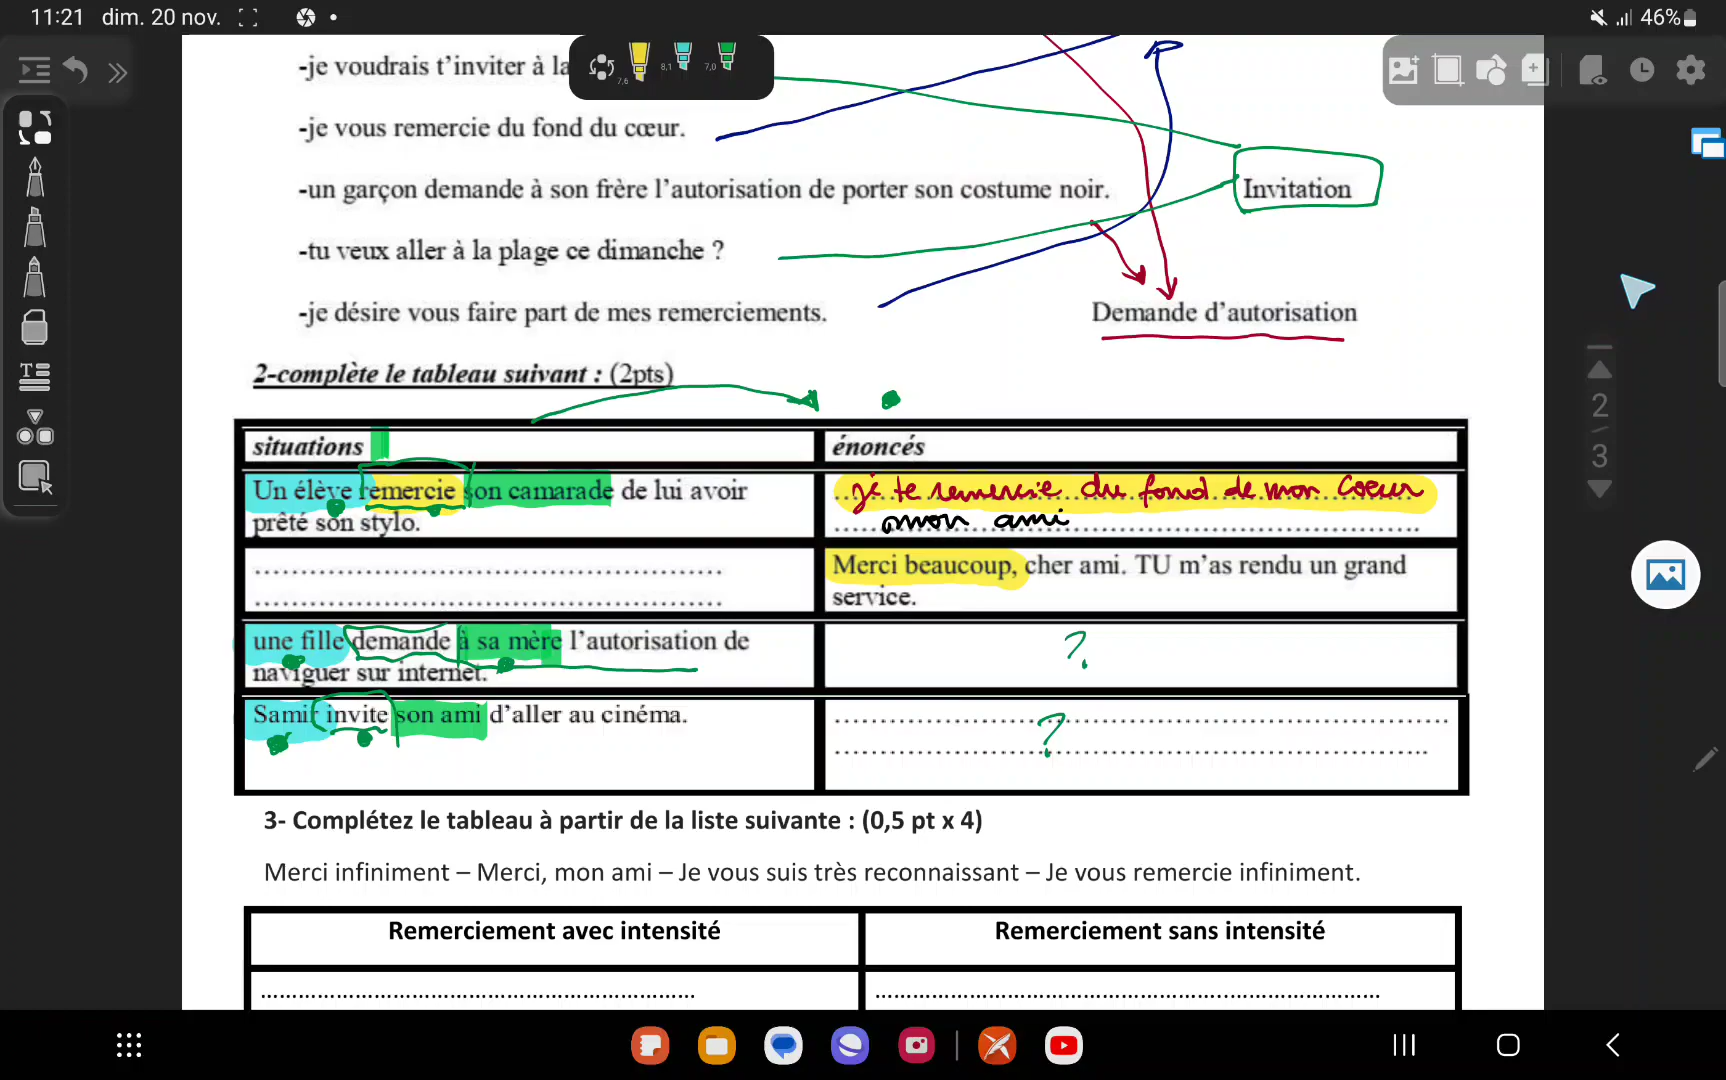 11:21 dim. 20 nov.
46%
7,6 8,1 7,0
-je voudrais t’inviter à la
-je vous remercie du fond du cœur.
-un garçon demande à son frère l’autorisation de porter son costume noir.
Invitation
-tu veux aller à la plage ce dimanche ?
-je désire vous faire part de mes remerciements.
Demande d’autorisation
2-complète le tableau suivant : (2pts)
situations
énoncés
Un élève remercie son camarade de lui avoir
prêté son stylo.
je te remercie du fond de mon Coeur
mon ami
Merci beaucoup, cher ami. TU m’as rendu un grand
service.
une fille demande à sa mère l’autorisation de
naviguer sur internet.
?
Samir invite son ami d’aller au cinéma.
?
3- Complétez le tableau à partir de la liste suivante : (0,5 pt x 4)
Merci infiniment – Merci, mon ami – Je vous suis très reconnaissant – Je vous remercie infiniment.
Remerciement avec intensité
Remerciement sans intensité
2
/
3